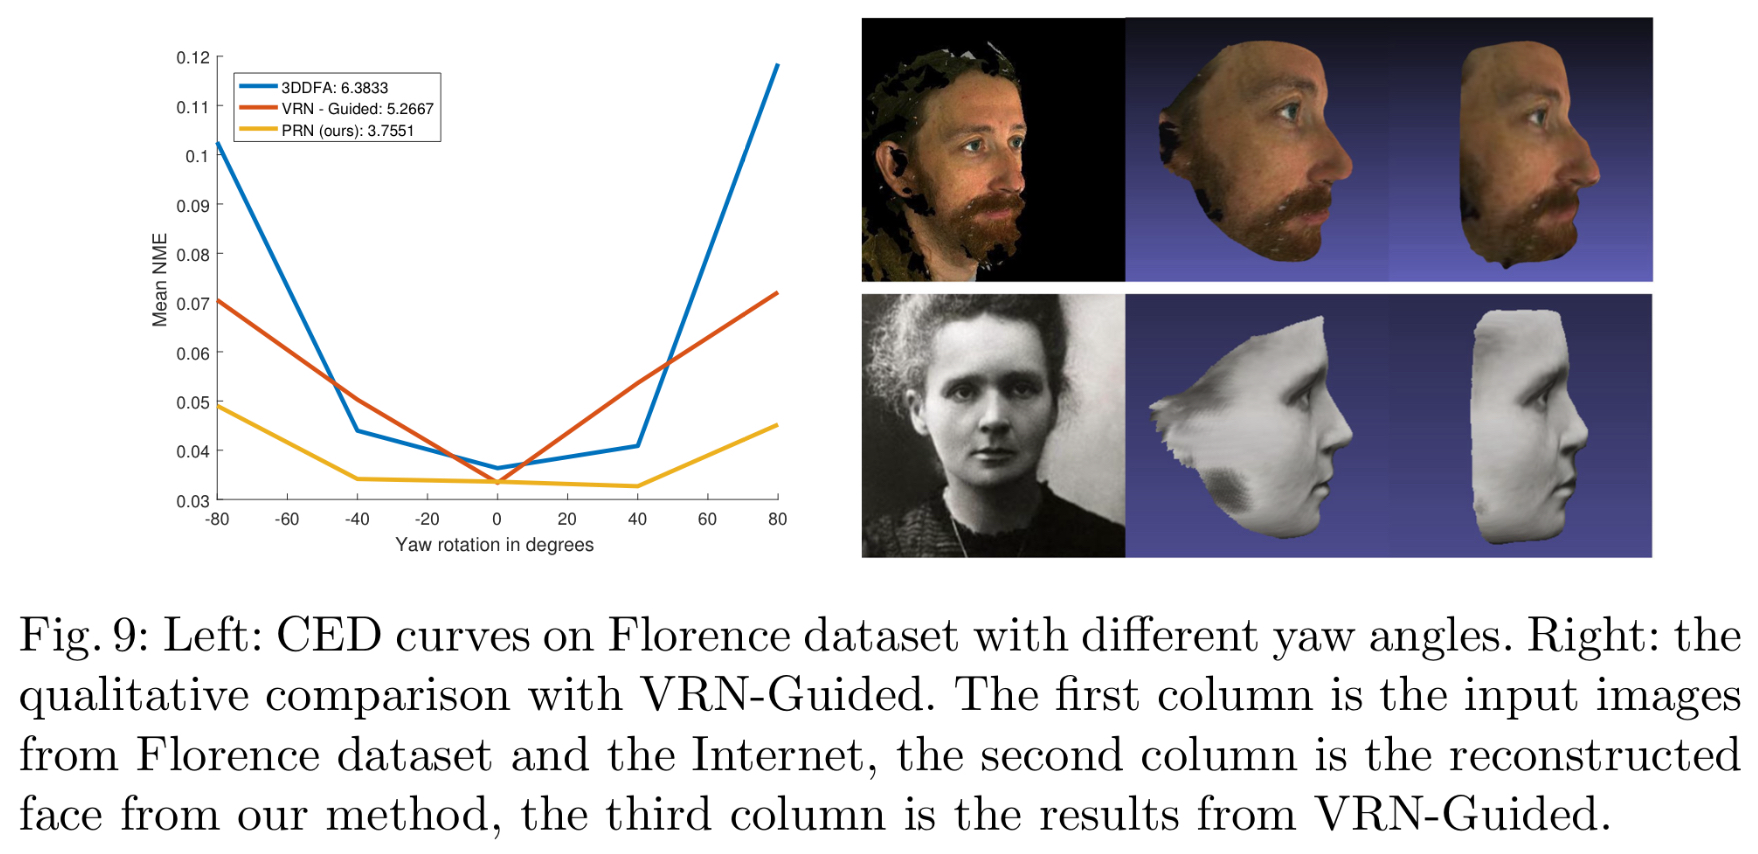 0.12
0.11
0.1
0.09
0.08
0.07
0.06
0.05
0.04
0.03
Mean NME
3DDFA: 6.3833
VRN - Guided: 5.2667
PRN (ours): 3.7551
-80 -60 -40 -20 0 20 40 60 80
Yaw rotation in degrees
Fig. 9: Left: CED curves on Florence dataset with different yaw angles. Right: the
qualitative comparison with VRN-Guided. The first column is the input images
from Florence dataset and the Internet, the second column is the reconstructed
face from our method, the third column is the results from VRN-Guided.